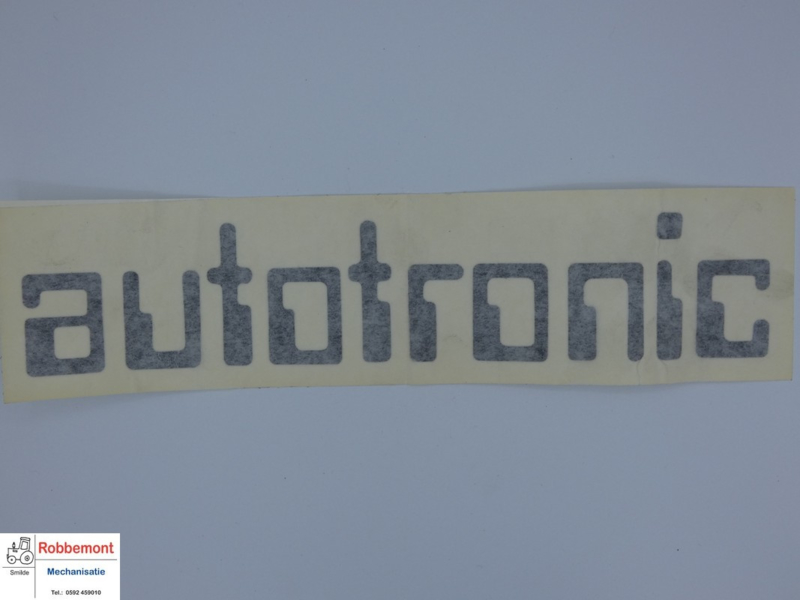 autotronic
Robbemont
Smilde
Mechanisatie
Tel.: 0592 459010